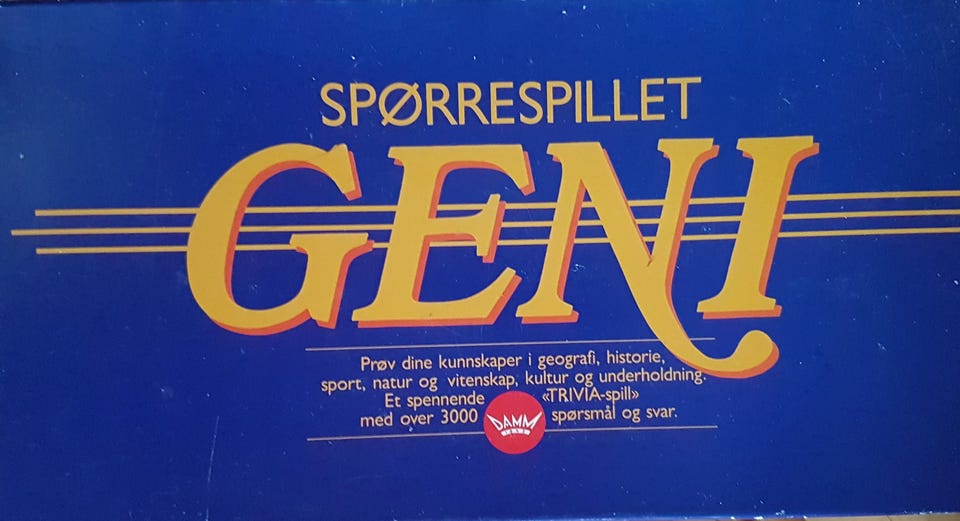 SPØRRESPILLET
GENI
Prøv dine kunnskaper i geografi, historie,
sport, natur og vitenskap, kultur og underholdning.
Et spennende «TRIVIA-spill»
med over 3000 spørsmål og svar.
DAMM
1843